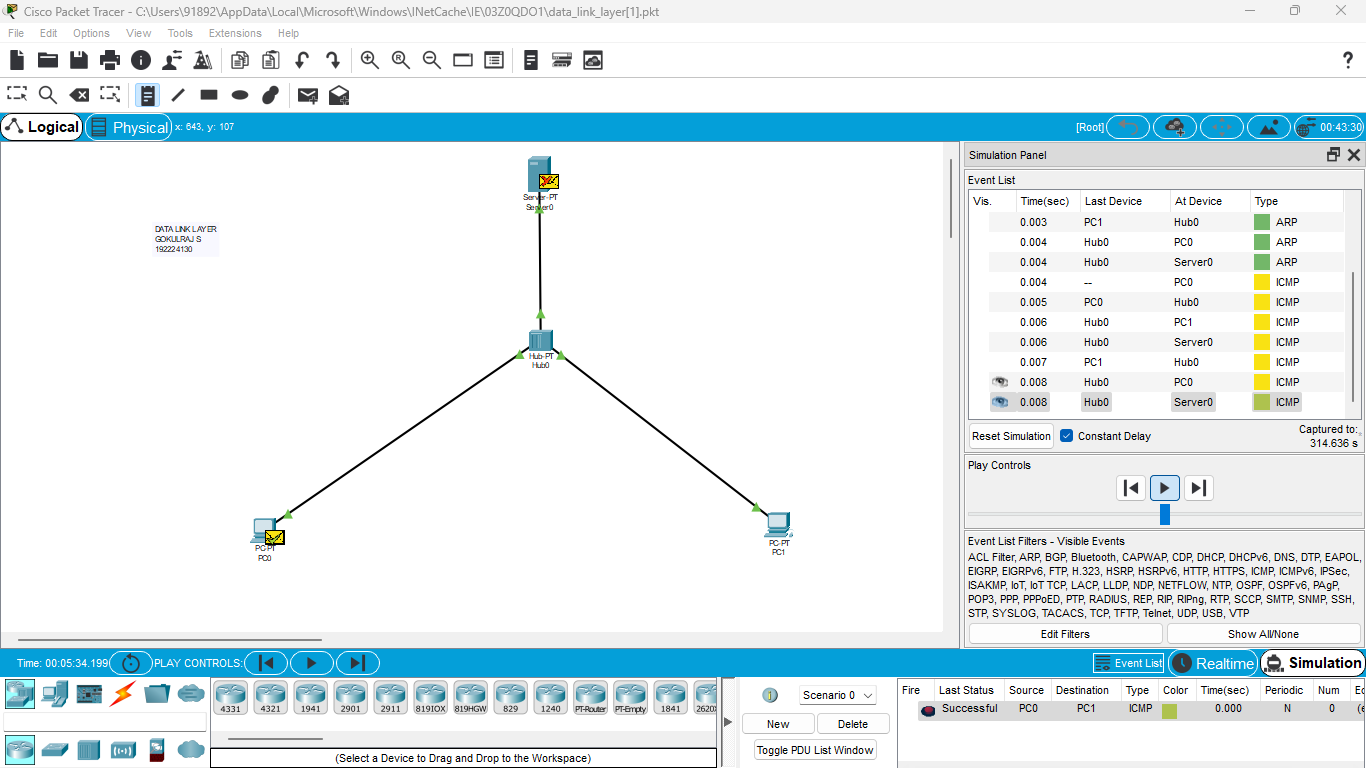 Cisco Packet Tracer - C:\Users\91892\AppData\Local\Microsoft\Windows\INetCache\IE\03Z0QDO1\data_link_layer[1].pkt
File Edit Options View Tools Extensions Help
Logical Physical x: 643, y: 107 [Root] 00:43:30
Server-PT
Server0
DATA LINK LAYER
GOKULRAJ S
192224130
Hub-PT
Hub0
PC-PT
PC0
PC-PT
PC1
Simulation Panel
Event List
Vis. Time(sec) Last Device At Device Type
0.003 PC1 Hub0 ARP
0.004 Hub0 PC0 ARP
0.004 Hub0 Server0 ARP
0.004 -- PC0 ICMP
0.005 PC0 Hub0 ICMP
0.006 Hub0 PC1 ICMP
0.006 Hub0 Server0 ICMP
0.007 PC1 Hub0 ICMP
0.008 Hub0 PC0 ICMP
0.008 Hub0 Server0 ICMP
Reset Simulation Constant Delay Captured to:
314.636 s
Play Controls
Event List Filters - Visible Events
ACL Filter, ARP, BGP, Bluetooth, CAPWAP, CDP, DHCP, DHCPv6, DNS, DTP, EAPOL,
EIGRP, EIGRPv6, FTP, H.323, HSRP, HSRPv6, HTTP, HTTPS, ICMP, ICMPv6, IPSec,
ISAKMP, IoT, IoT TCP, LACP, LLDP, NDP, NETFLOW, NTP, OSPF, OSPFv6, PAgP,
POP3, PPP, PPPoED, PTP, RADIUS, REP, RIP, RIPng, RTP, SCCP, SMTP, SNMP, SSH,
STP, SYSLOG, TACACS, TCP, TFTP, Telnet, UDP, USB, VTP
Edit Filters Show All/None
Time: 00:05:34.199 PLAY CONTROLS: Event List Realtime Simulation
4331 4321 1941 2901 2911 819IOX 819HGW 829 1240 PT-Router PT-Empty 1841 2620X
(Select a Device to Drag and Drop to the Workspace)
Scenario 0
New Delete
Toggle PDU List Window
Fire Last Status Source Destination Type Color Time(sec) Periodic Num Ec
Successful PC0 PC1 ICMP 0.000 N 0 (e